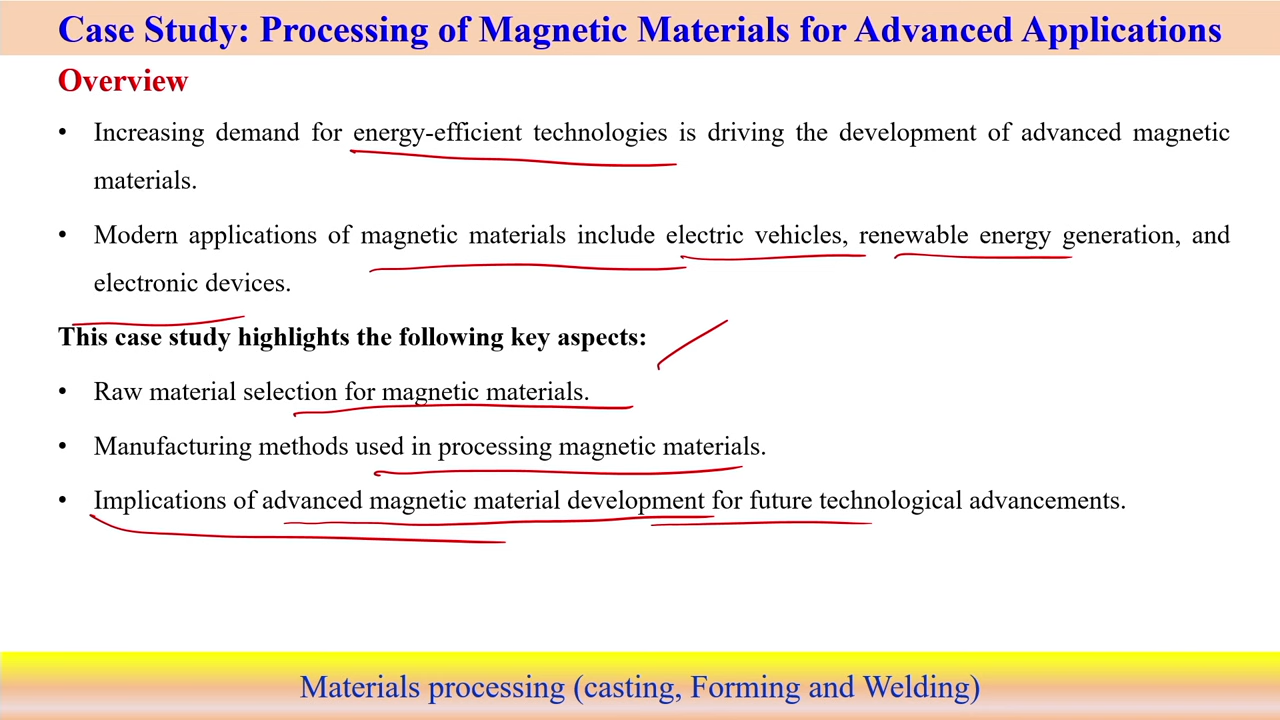 Case Study: Processing of Magnetic Materials for Advanced Applications
Overview
• Increasing demand for energy-efficient technologies is driving the development of advanced magnetic
materials.
• Modern applications of magnetic materials include electric vehicles, renewable energy generation, and
electronic devices.
This case study highlights the following key aspects:
• Raw material selection for magnetic materials.
• Manufacturing methods used in processing magnetic materials.
• Implications of advanced magnetic material development for future technological advancements.
Materials processing (casting, Forming and Welding)